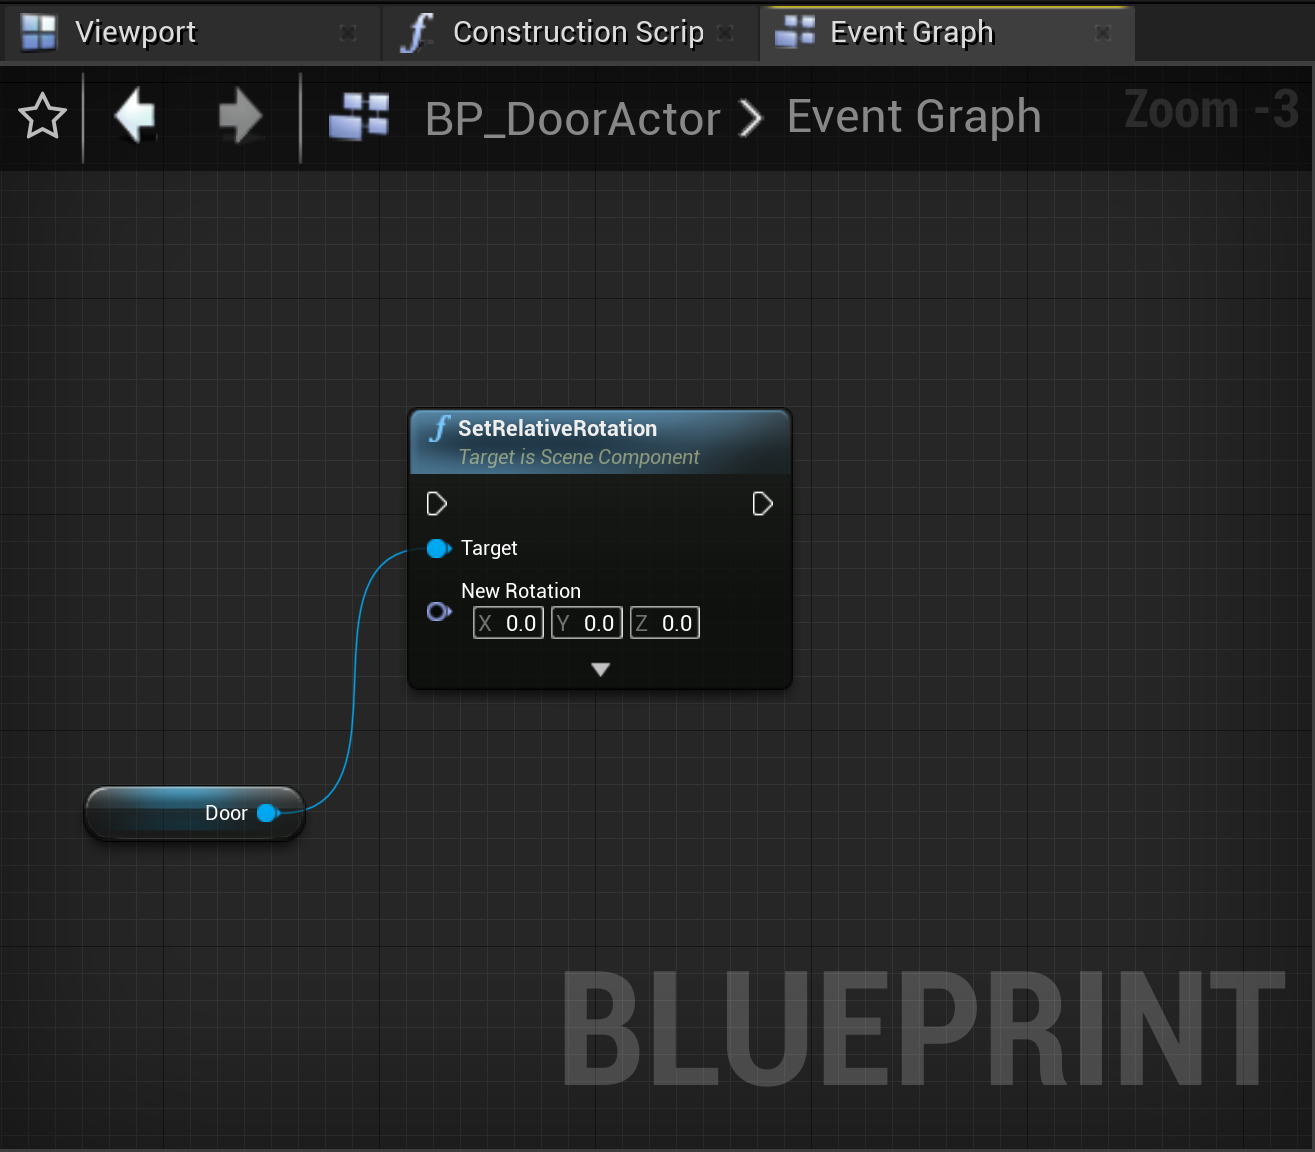 Viewport
Construction Scrip
Event Graph
BP_DoorActor
Event Graph
Zoom -3
SetRelativeRotation
Target is Scene Component
Target
New Rotation
X 0.0 Y 0.0 Z 0.0
Door
BLUEPRINT